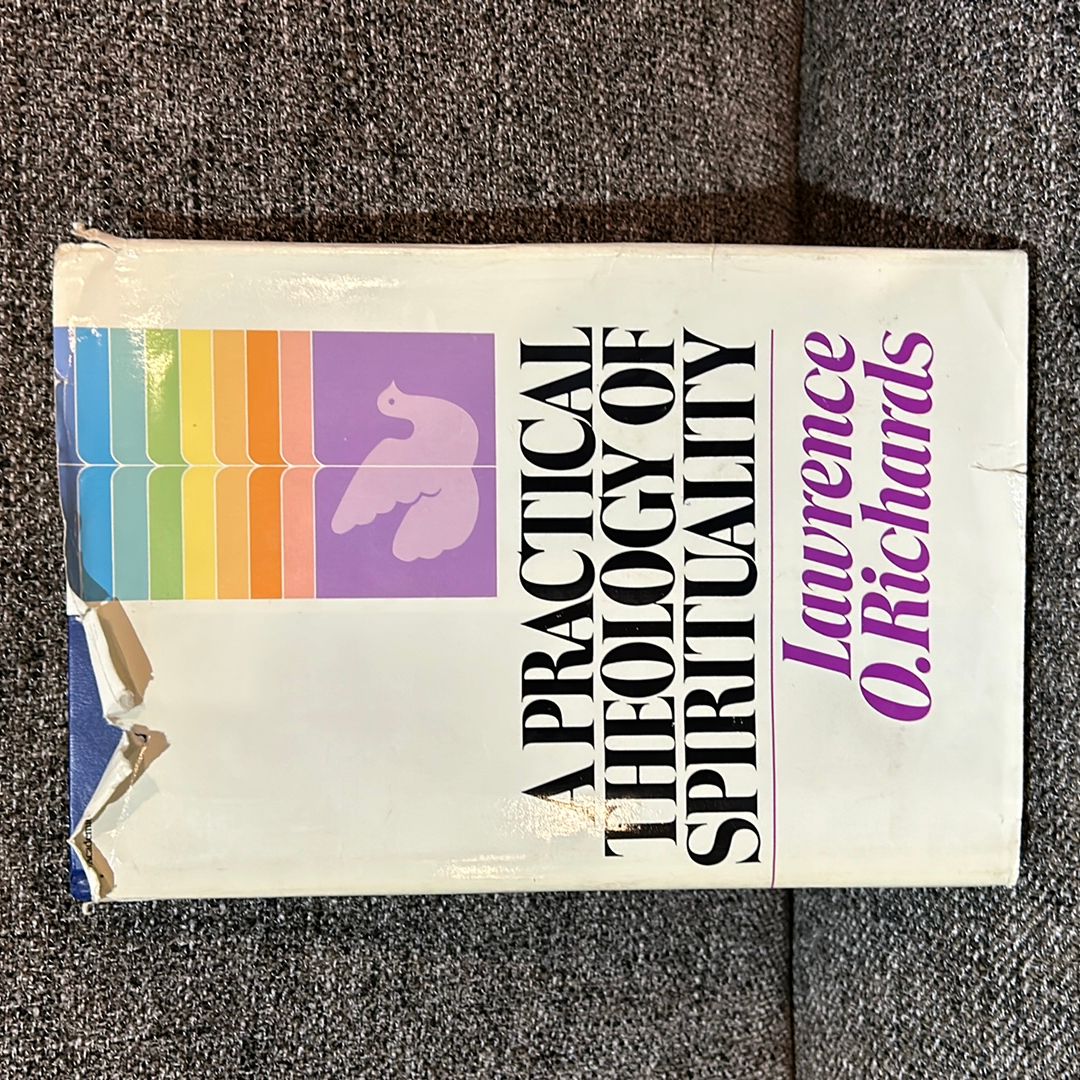 A PRACTICAL
THEOLOGY OF
SPIRITUALITY
Lawrence
O. Richards